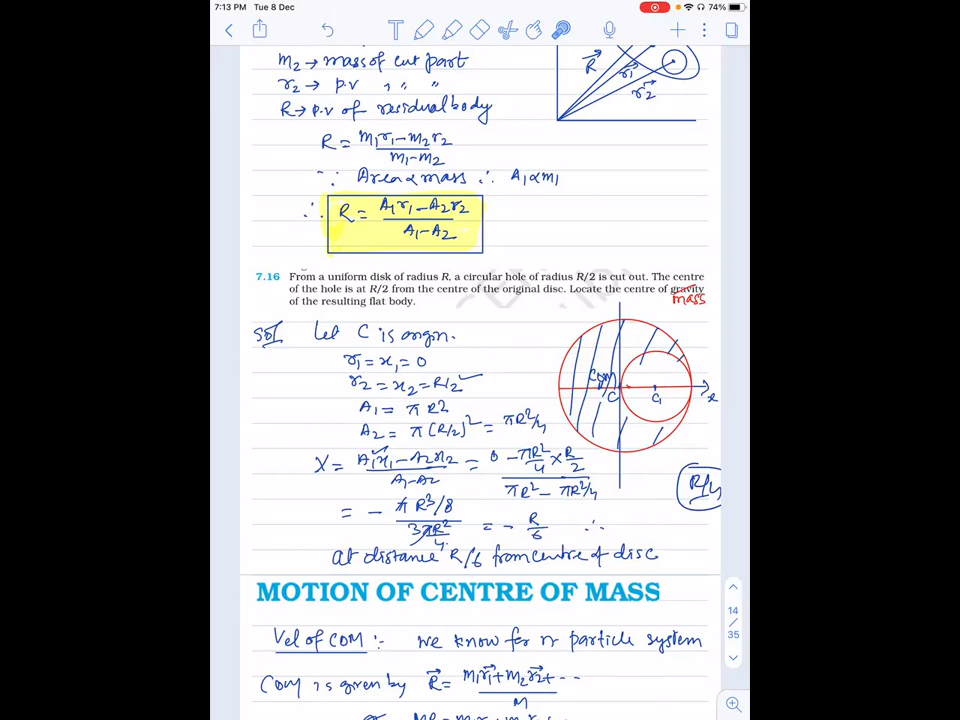 7:13 PM Tue 8 Dec
74%
m2 → mass of cut part
r2 → p.v " "
R → p.v of residual body
R = m1r1 - m2r2 / m1 - m2
∵ Area ∝ mass ∴ A1 ∝ m1
∴ R = A1r1 - A2r2 / A1 - A2
R r1 r2
7.16 From a uniform disk of radius R, a circular hole of radius R/2 is cut out. The centre
of the hole is at R/2 from the centre of the original disc. Locate the centre of gravity
mass
of the resulting flat body.
Sol Let C is origin.
r1 = x1 = 0
r2 = x2 = R/2 ✓
A1 = πR2
A2 = π(R/2)2 = πR2/4
X = A1x1 - A2x2 / A1 - A2 = 0 - πR2/4 × R/2 / πR2 - πR2/4
= - πR3/8 / 3πR2/4 = - R/6 ∴
At distance R/6 from centre of disc
COM
C C1
R/4
MOTION OF CENTRE OF MASS
Vel of COM :- We know for n particle system
COM is given by R = m1r1 + m2r2 + -- / M
14
/
35